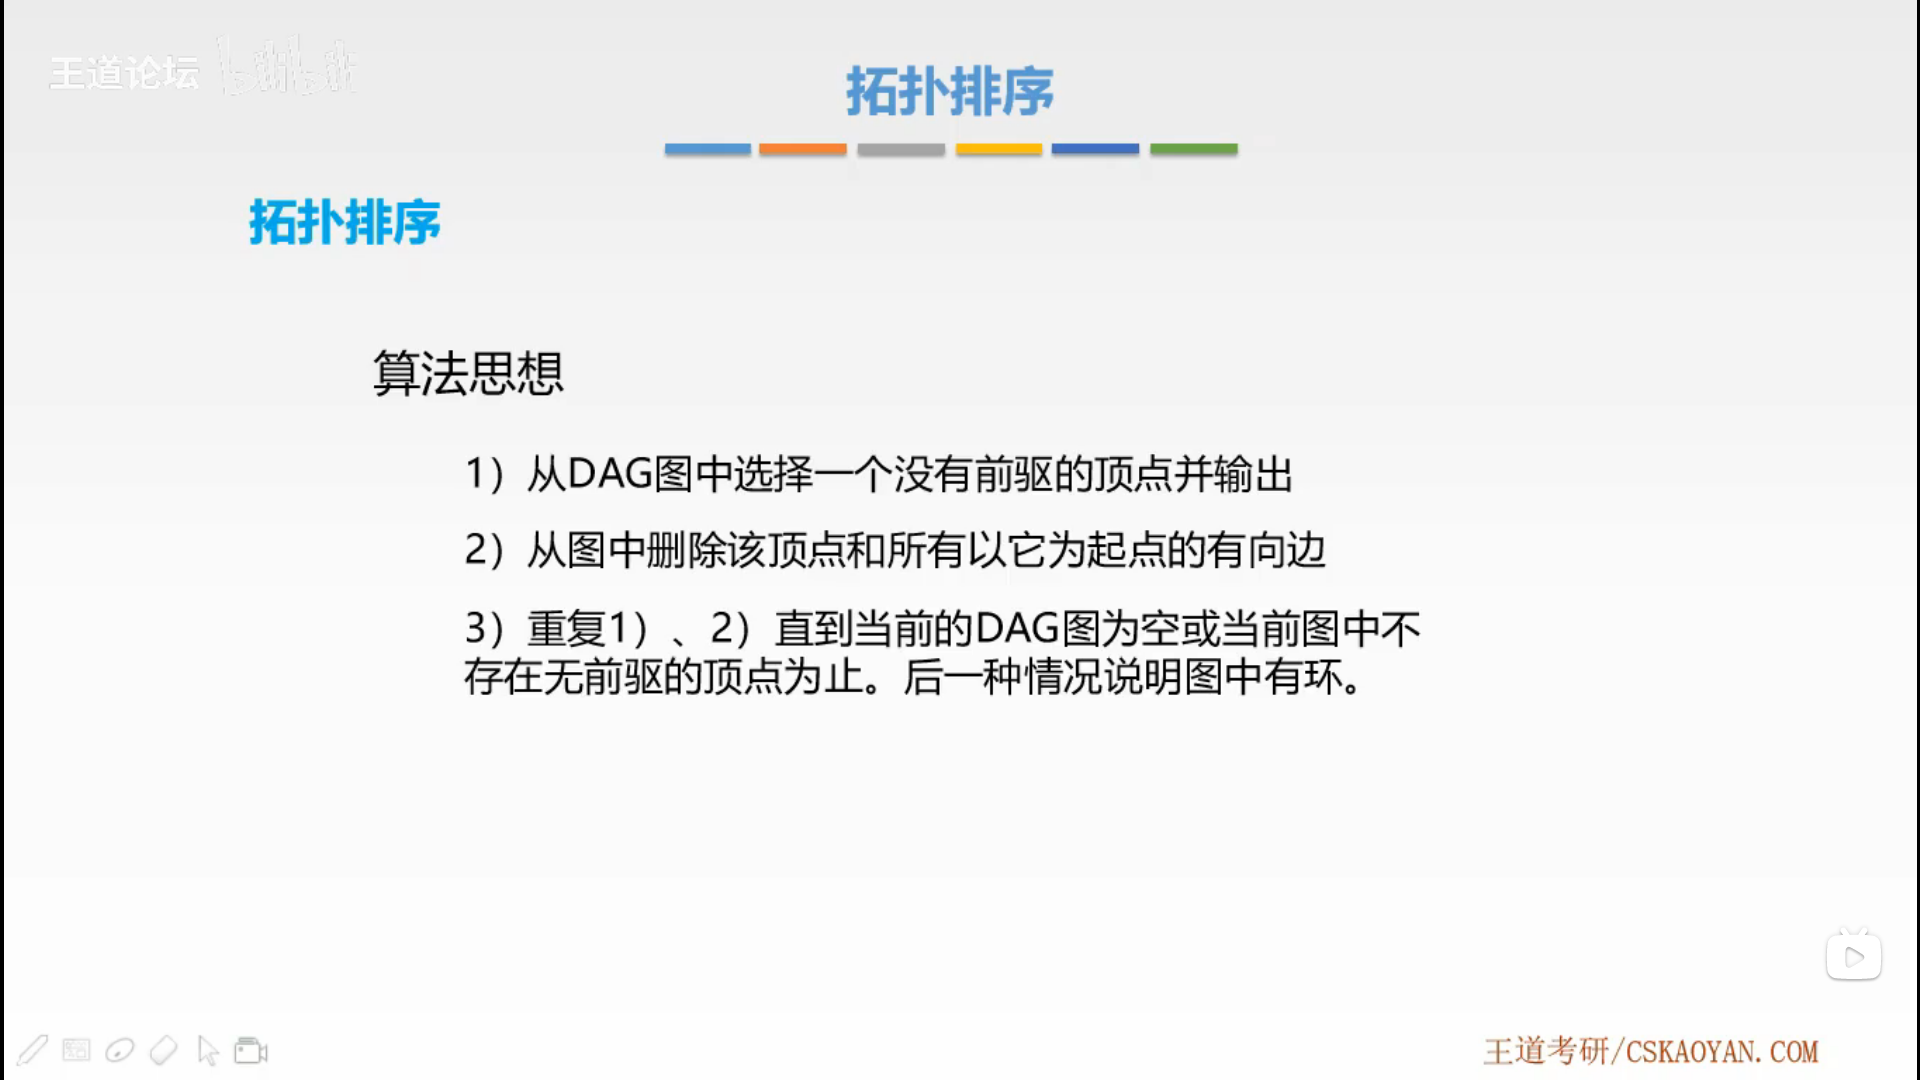 王道论坛 bilibili
拓扑排序
拓扑排序
算法思想
1）从DAG图中选择一个没有前驱的顶点并输出
2）从图中删除该顶点和所有以它为起点的有向边
3）重复1）、2）直到当前的DAG图为空或当前图中不
存在无前驱的顶点为止。后一种情况说明图中有环。
王道考研/CSKAOYAN.COM